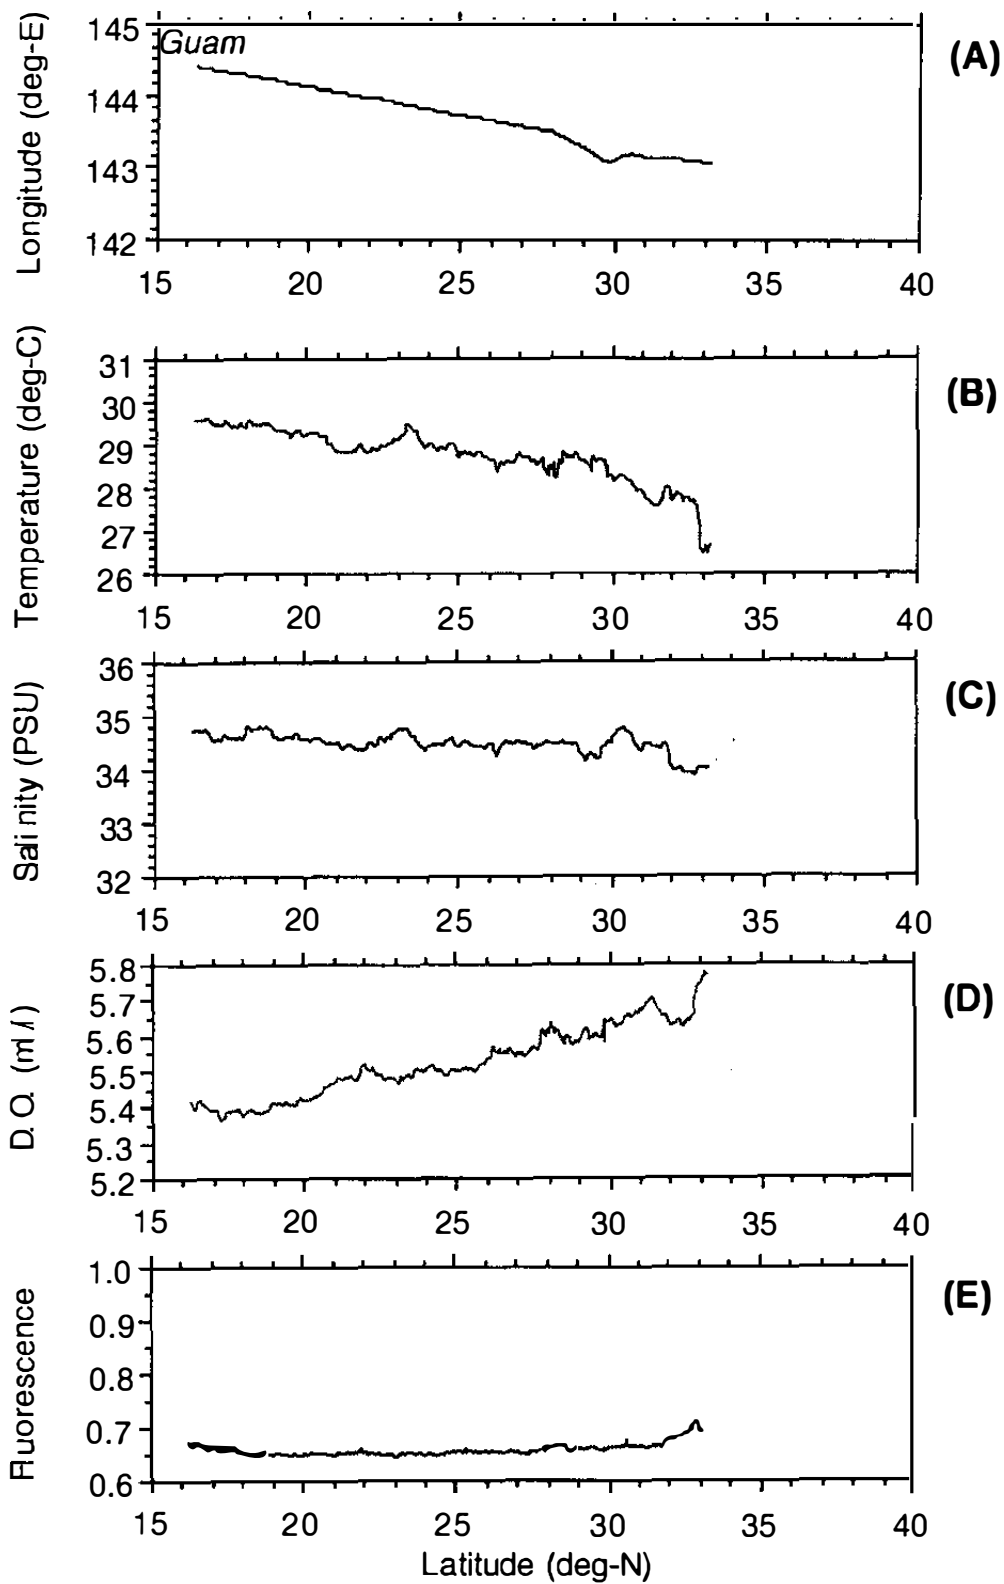 Longitude (deg-E)
145
144
143
142
Guam
(A)
15 20 25 30 35 40
Temperature (deg-C)
31
30
29
28
27
26
(B)
15 20 25 30 35 40
Salinity (PSU)
36
35
34
33
32
(C)
15 20 25 30 35 40
D.O. (ml/l)
5.8
5.7
5.6
5.5
5.4
5.3
5.2
(D)
15 20 25 30 35 40
Fluorescence
1.0
0.9
0.8
0.7
0.6
(E)
15 20 25 30 35 40
Latitude (deg-N)